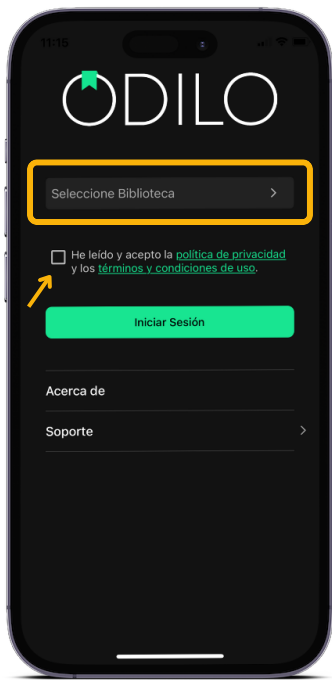 11:15
ODILO
Seleccione Biblioteca
He leído y acepto la política de privacidad
y los términos y condiciones de uso.
Iniciar Sesión
Acerca de
Soporte